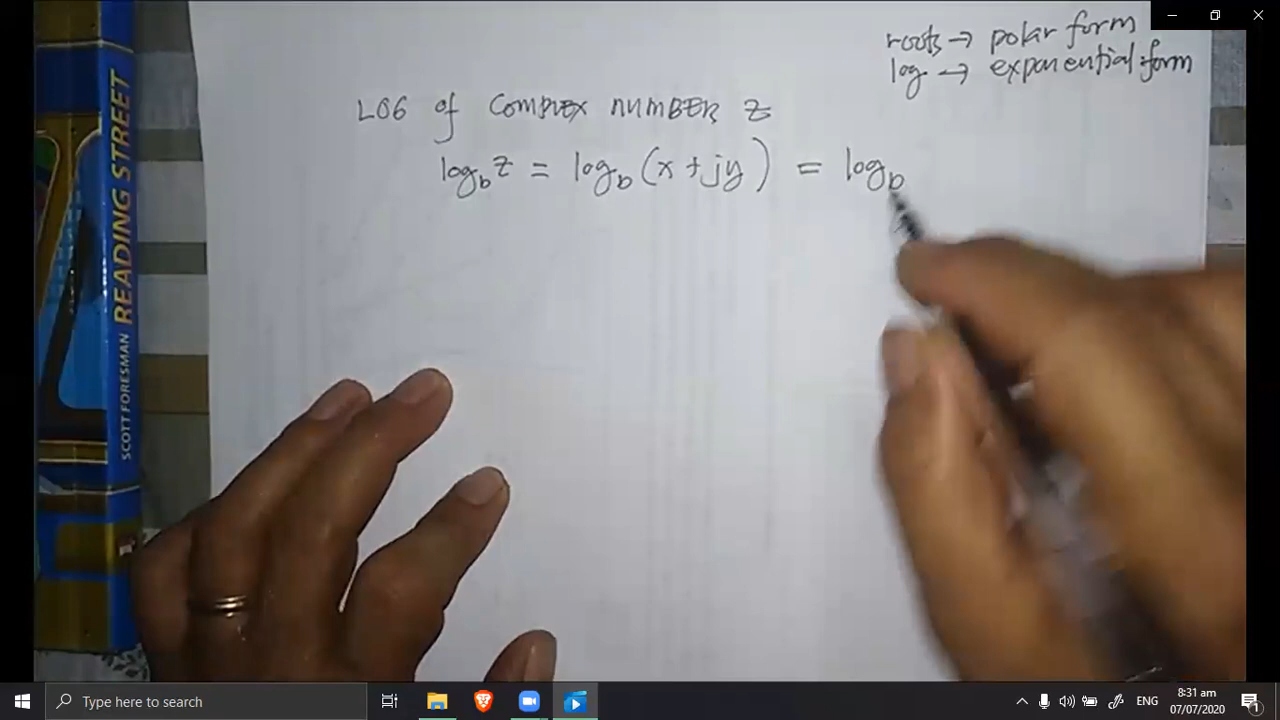 roots → polar form
log → exponential form
LOG of COMPLEX NUMBER z
log_b z = log_b (x + jy) = log_b
SCOTT FORESMAN READING STREET
Type here to search
ENG
8:31 am
07/07/2020
1